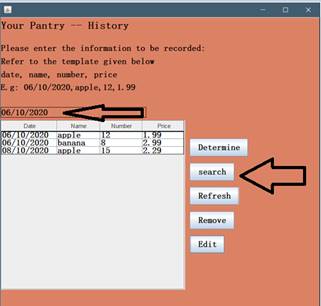 Your Pantry -- History
Please enter the information to be recorded:
Refer to the template given below
date, name, number, price
E.g: 06/10/2020,apple,12,1.99
06/10/2020
Date Name Number Price
06/10/2020 apple 12 1.99
06/10/2020 banana 8 2.99
08/10/2020 apple 15 2.29
Determine
search
Refresh
Remove
Edit